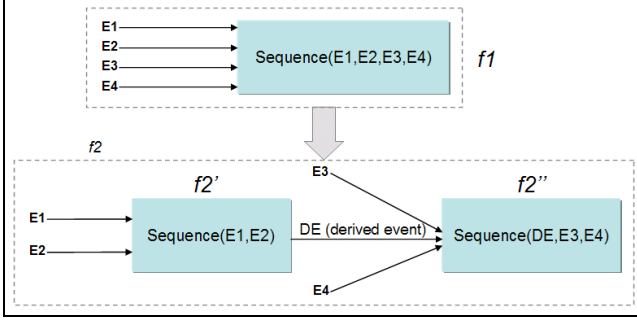 E1
E2
E3
E4
Sequence(E1,E2,E3,E4)
f1
f2
E3
f2’
f2’’
E1
E2
Sequence(E1,E2)
DE (derived event)
Sequence(DE,E3,E4)
E4